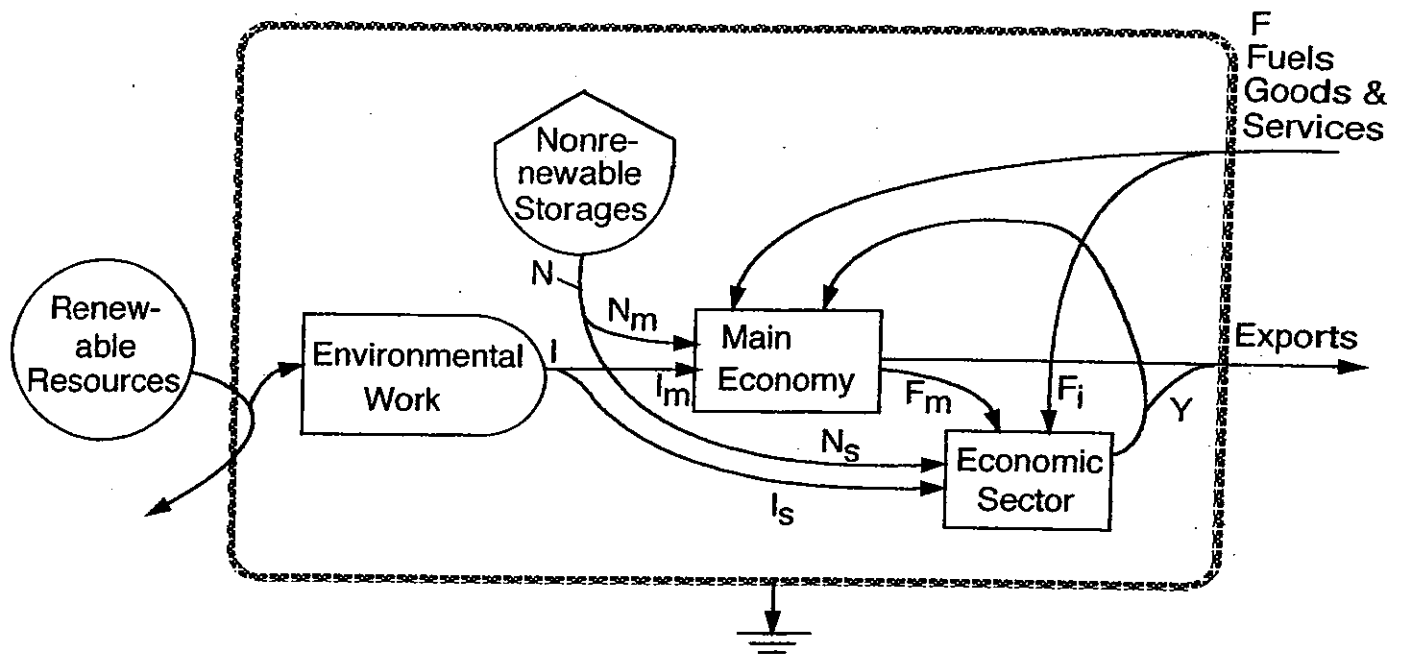 F
Fuels
Goods &
Services
Nonre-
newable
Storages
N
Nm
Renew-
able
Resources
Environmental
Work
I
Im
Main
Economy
Exports
Fm
Fi
Y
Ns
Is
Economic
Sector